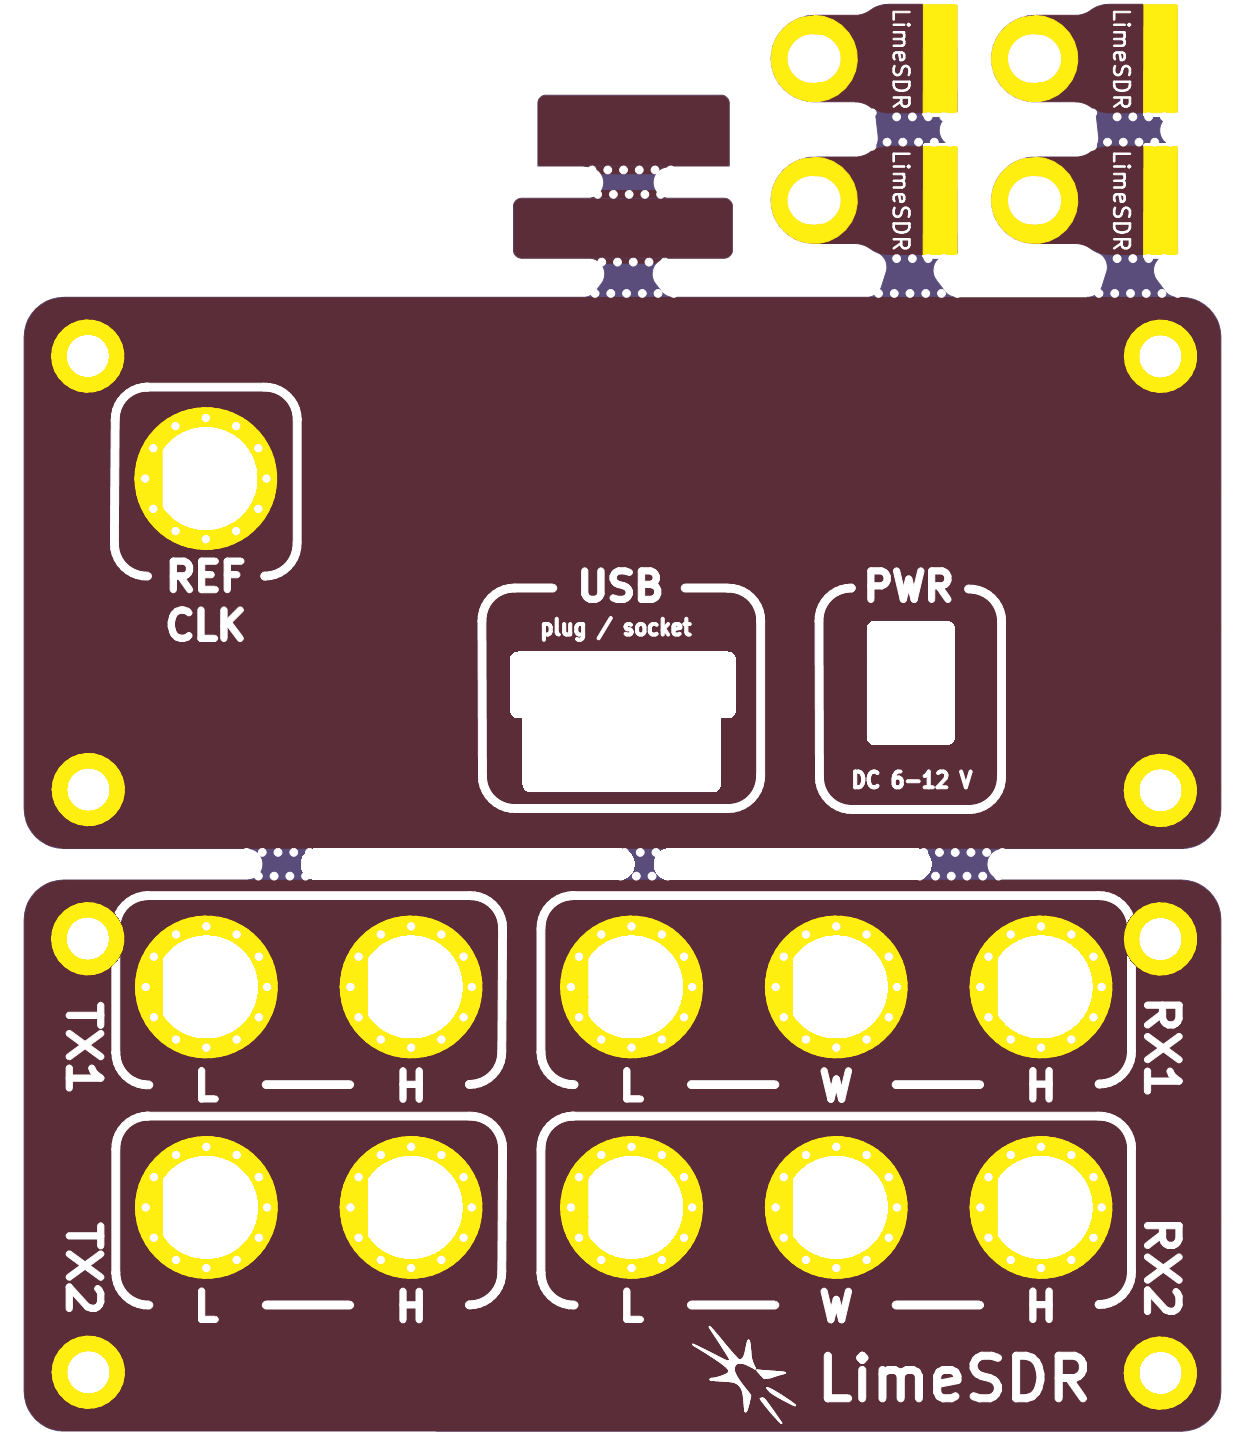 LimeSDR
LimeSDR
LimeSDR
LimeSDR
REF
CLK
USB
plug / socket
PWR
DC 6-12 V
TX1
L H
L W H
RX1
TX2
L H
L W H
RX2
LimeSDR